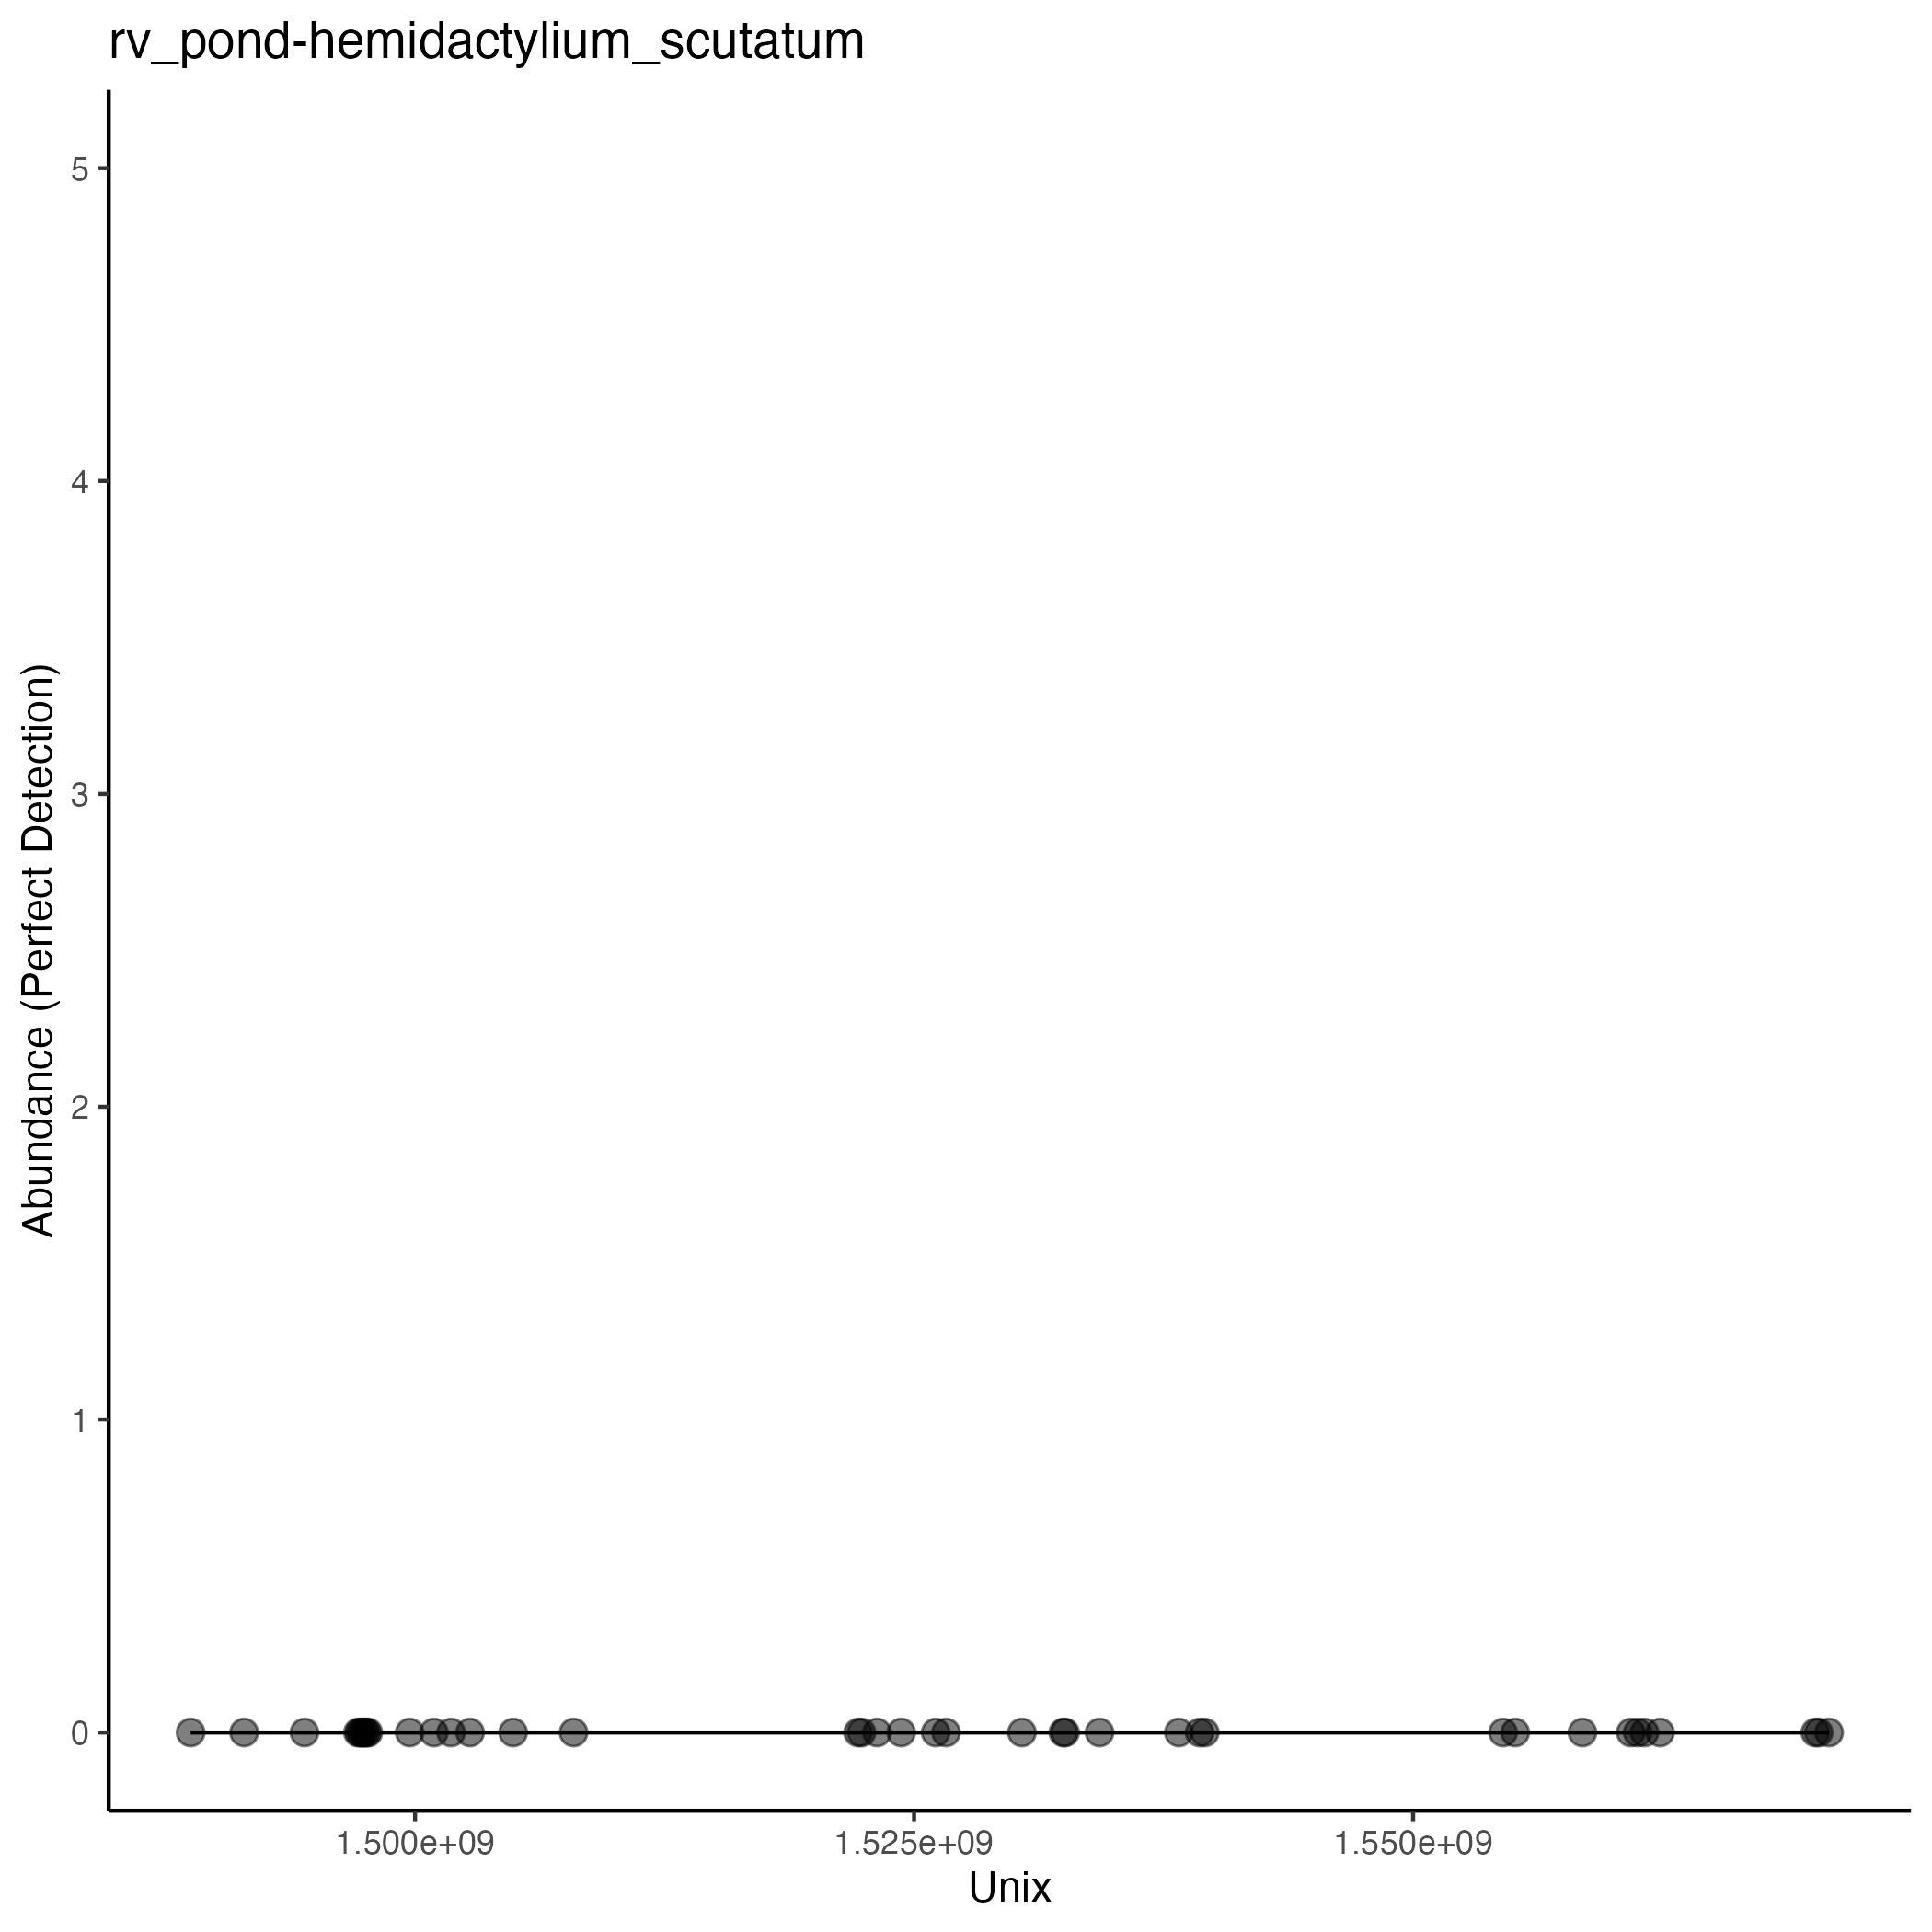 rv_pond-hemidactylium_scutatum
5
4
3
2
1
0
Abundance (Perfect Detection)
1.500e+09 1.525e+09 1.550e+09
Unix